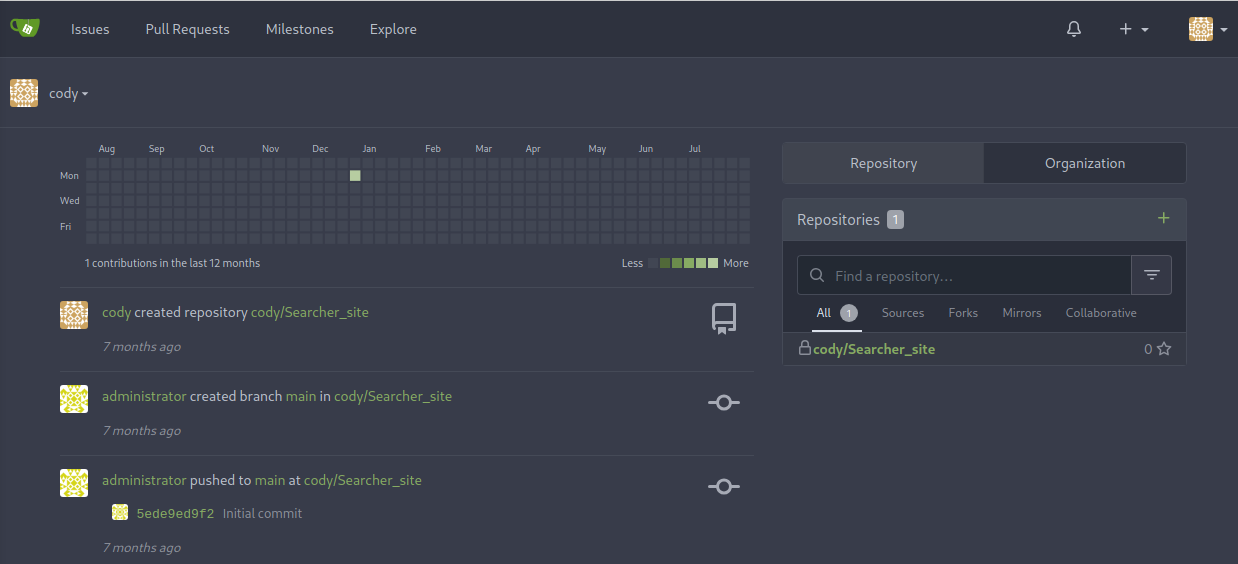 Issues Pull Requests Milestones Explore
cody
Aug Sep Oct Nov Dec Jan Feb Mar Apr May Jun Jul
Mon
Wed
Fri
1 contributions in the last 12 months
Less More
cody created repository cody/Searcher_site
7 months ago
administrator created branch main in cody/Searcher_site
7 months ago
administrator pushed to main at cody/Searcher_site
5ede9ed9f2 Initial commit
7 months ago
Repository Organization
Repositories 1
Find a repository...
All 1 Sources Forks Mirrors Collaborative
cody/Searcher_site 0